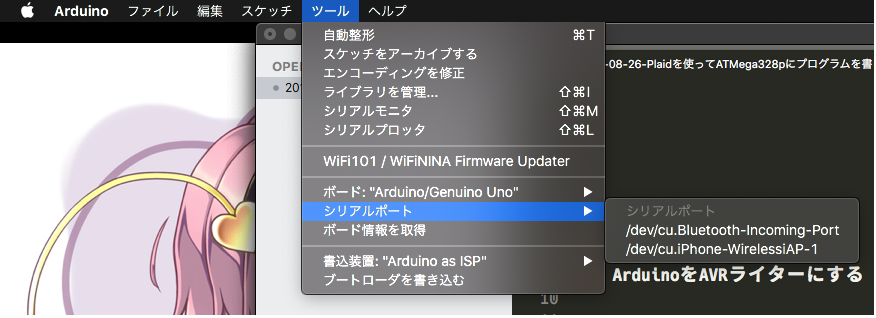 Arduino ファイル 編集 スケッチ ツール ヘルプ
自動整形 ⌘T
スケッチをアーカイブする
エンコーディングを修正
ライブラリを管理... ⇧⌘I
シリアルモニタ ⇧⌘M
シリアルプロッタ ⇧⌘L
WiFi101 / WiFiNINA Firmware Updater
ボード: "Arduino/Genuino Uno" ▶
シリアルポート ▶
ボード情報を取得
書込装置: "Arduino as ISP" ▶
ブートローダを書き込む
シリアルポート
/dev/cu.Bluetooth-Incoming-Port
/dev/cu.iPhone-WirelessiAP-1
OPE
201
-08-26-Plaidを使ってATMega328pにプログラムを書
ArduinoをAVRライターにする
10